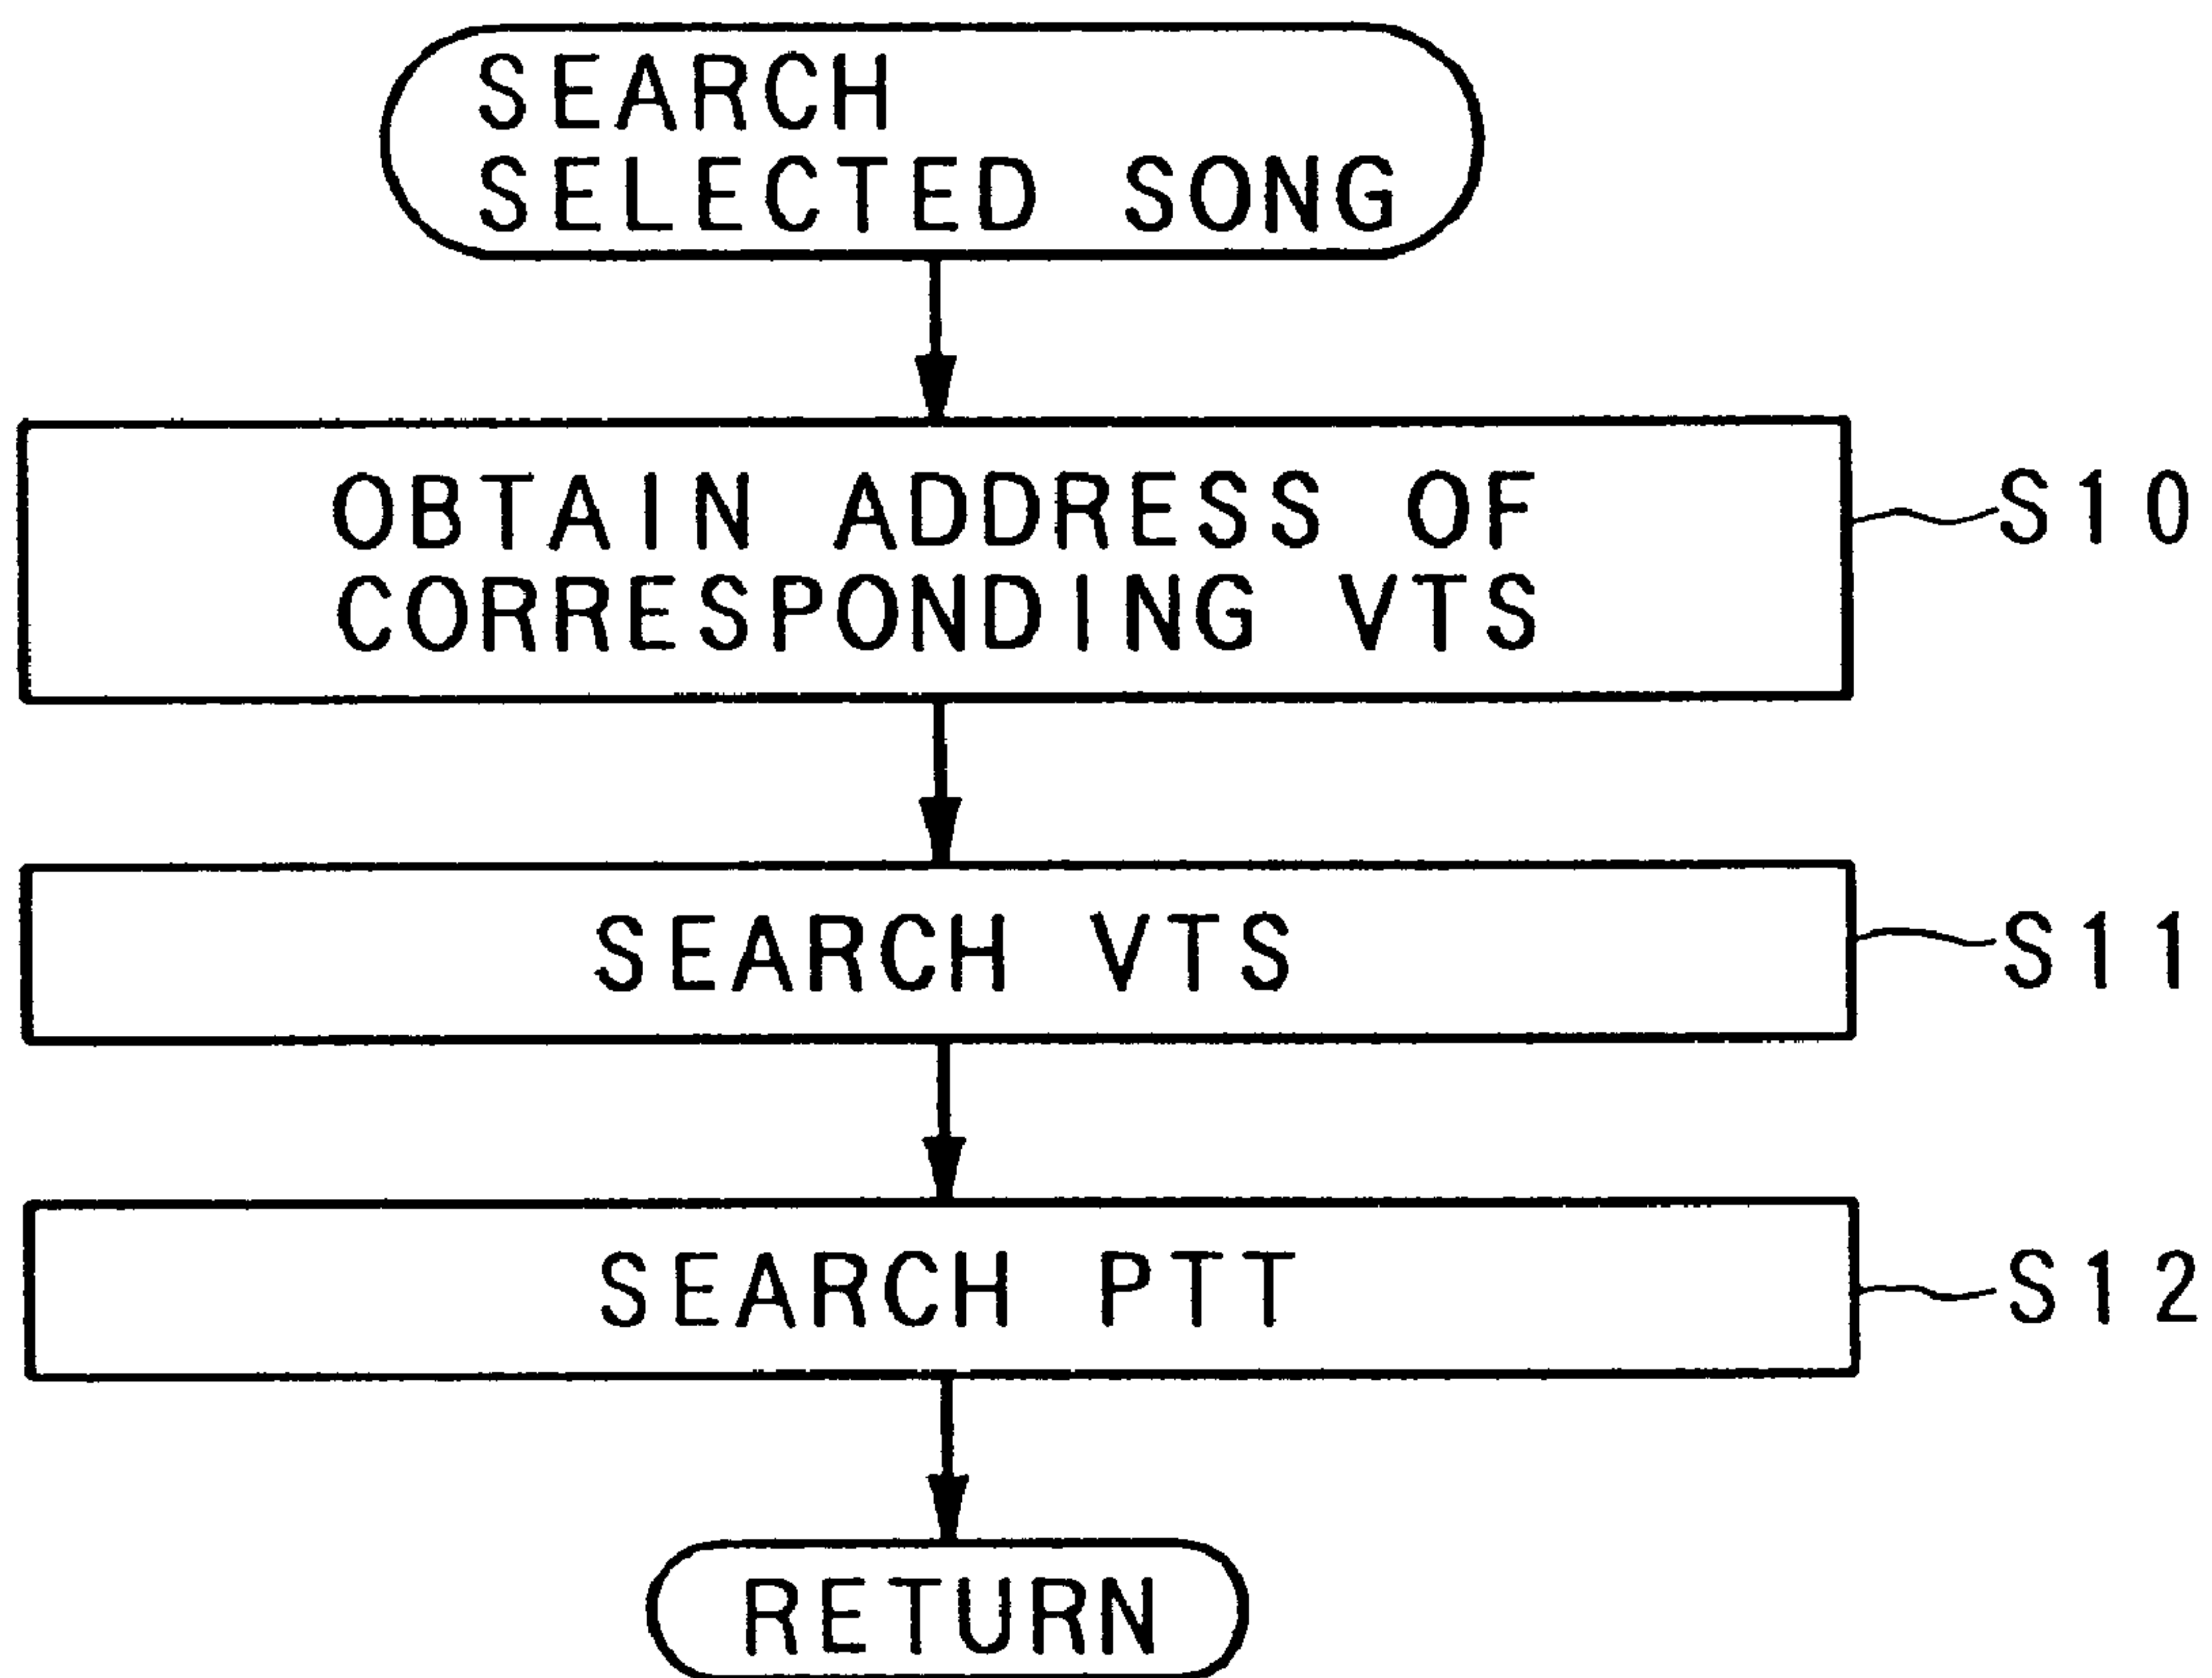 SEARCH
SELECTED SONG
OBTAIN ADDRESS OF
CORRESPONDING VTS
S10
SEARCH VTS
S11
SEARCH PTT
S12
RETURN